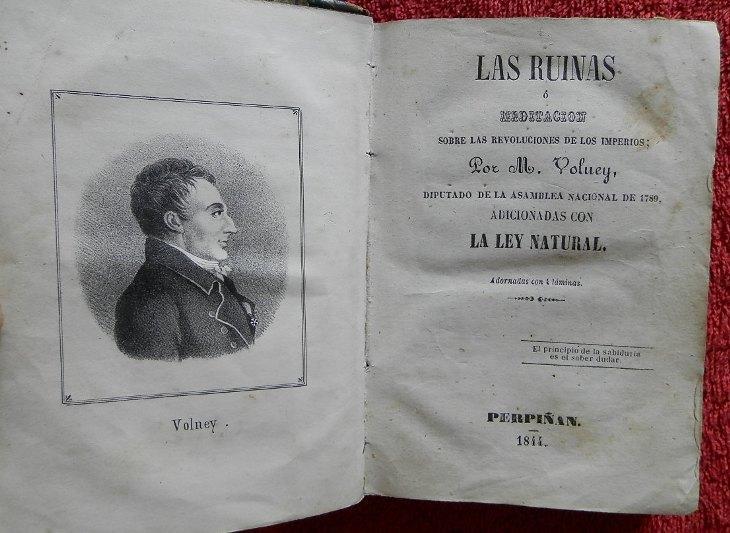 Volney.
LAS RUINAS
ó
MEDITACION
SOBRE LAS REVOLUCIONES DE LOS IMPERIOS;
Por M. Volney,
DIPUTADO DE LA ASAMBLEA NACIONAL DE 1789,
ADICIONADAS CON
LA LEY NATURAL.
Adornadas con 4 láminas.
El principio de la sabiduria
es el saber dudar.
PERPIÑAN.
1844.